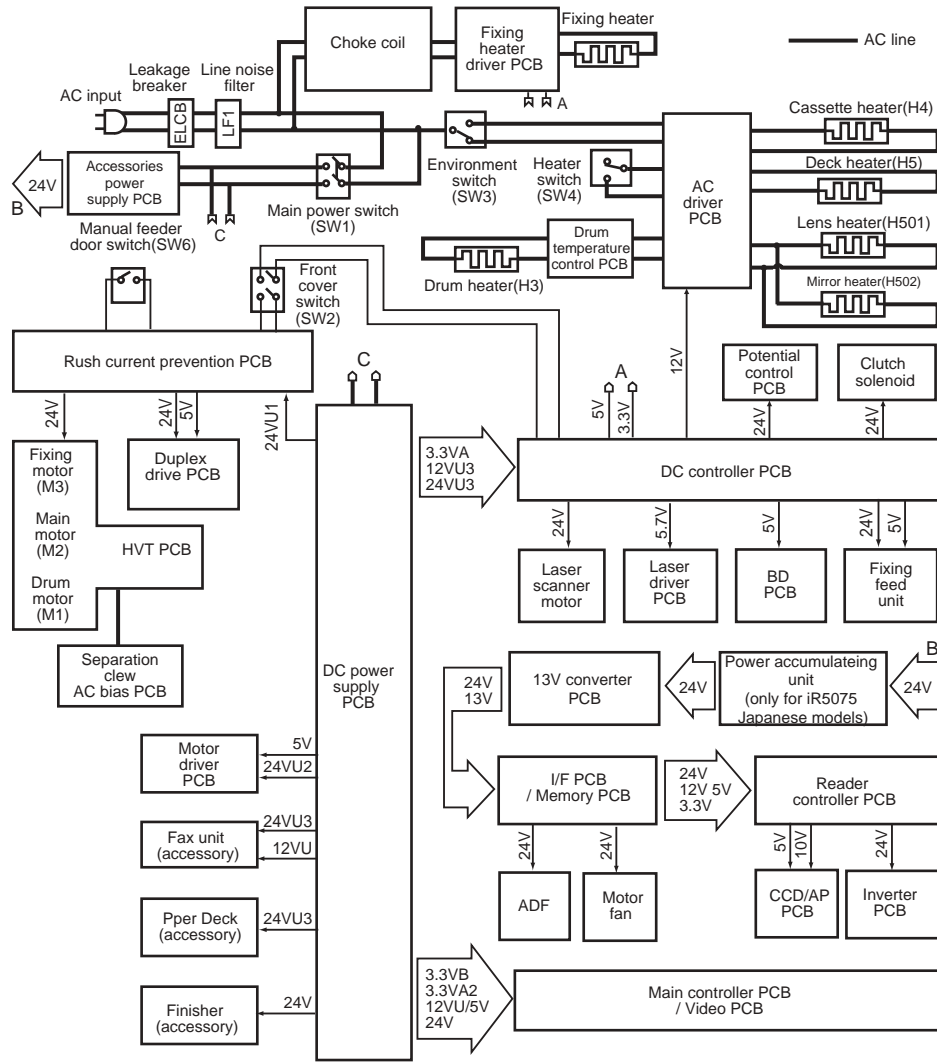 Fixing heater
Choke coil
Fixing
heater
driver PCB
AC line
Leakage
breaker
Line noise
filter
AC input
ELCB
LF1
A
Cassette heater(H4)
Deck heater(H5)
Lens heater(H501)
Mirror heater(H502)
AC
driver
PCB
Environment
switch
(SW3)
Heater
switch
(SW4)
24V
B
Accessories
power
supply PCB
C
Main power switch
(SW1)
Manual feeder
door switch(SW6)
Front
cover
switch
(SW2)
Drum heater(H3)
Drum
temperature
control PCB
Rush current prevention PCB
C
A
5V
3.3V
12V
Potential
control
PCB
24V
Clutch
solenoid
24V
24V
24V
5V
24VU1
Fixing
motor
(M3)
Main
motor
(M2)
Drum
motor
(M1)
HVT PCB
Duplex
drive PCB
Separation
clew
AC bias PCB
DC power
supply
PCB
3.3VA
12VU3
24VU3
DC controller PCB
24V
5.7V
5V
24V
5V
Laser
scanner
motor
Laser
driver
PCB
BD
PCB
Fixing
feed
unit
B
24V
Power accumulateing
unit
(only for iR5075
Japanese models)
24V
13V converter
PCB
24V
13V
I/F PCB
/ Memory PCB
24V
12V 5V
3.3V
Reader
controller PCB
24V
24V
5V
10V
24V
ADF
Motor
fan
CCD/AP
PCB
Inverter
PCB
Motor
driver
PCB
5V
24VU2
Fax unit
(accessory)
24VU3
12VU
Pper Deck
(accessory)
24VU3
Finisher
(accessory)
24V
3.3VB
3.3VA2
12VU/5V
24V
Main controller PCB
/ Video PCB